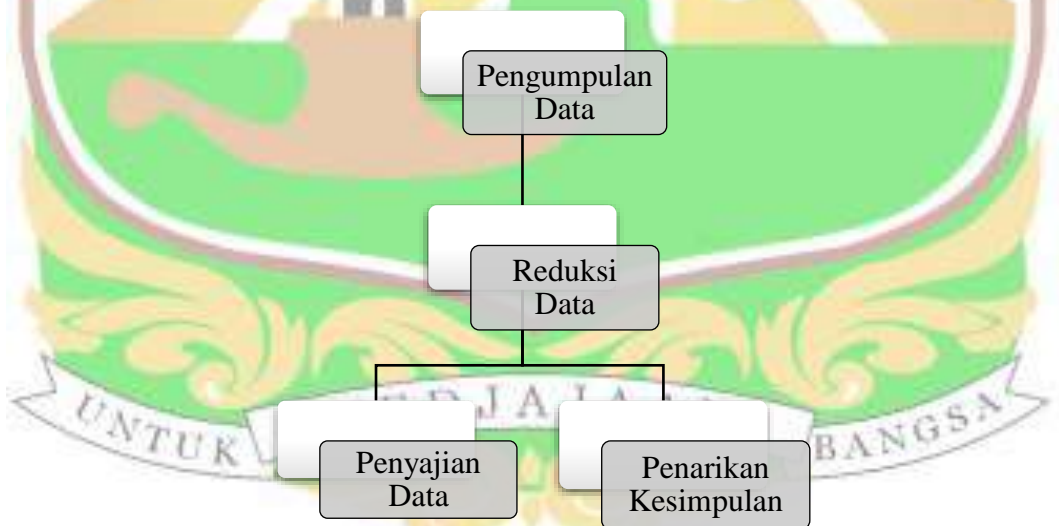 Pengumpulan
Data
Reduksi
Data
UNTUK
BANGSA
Penyajian
Data
Penarikan
Kesimpulan